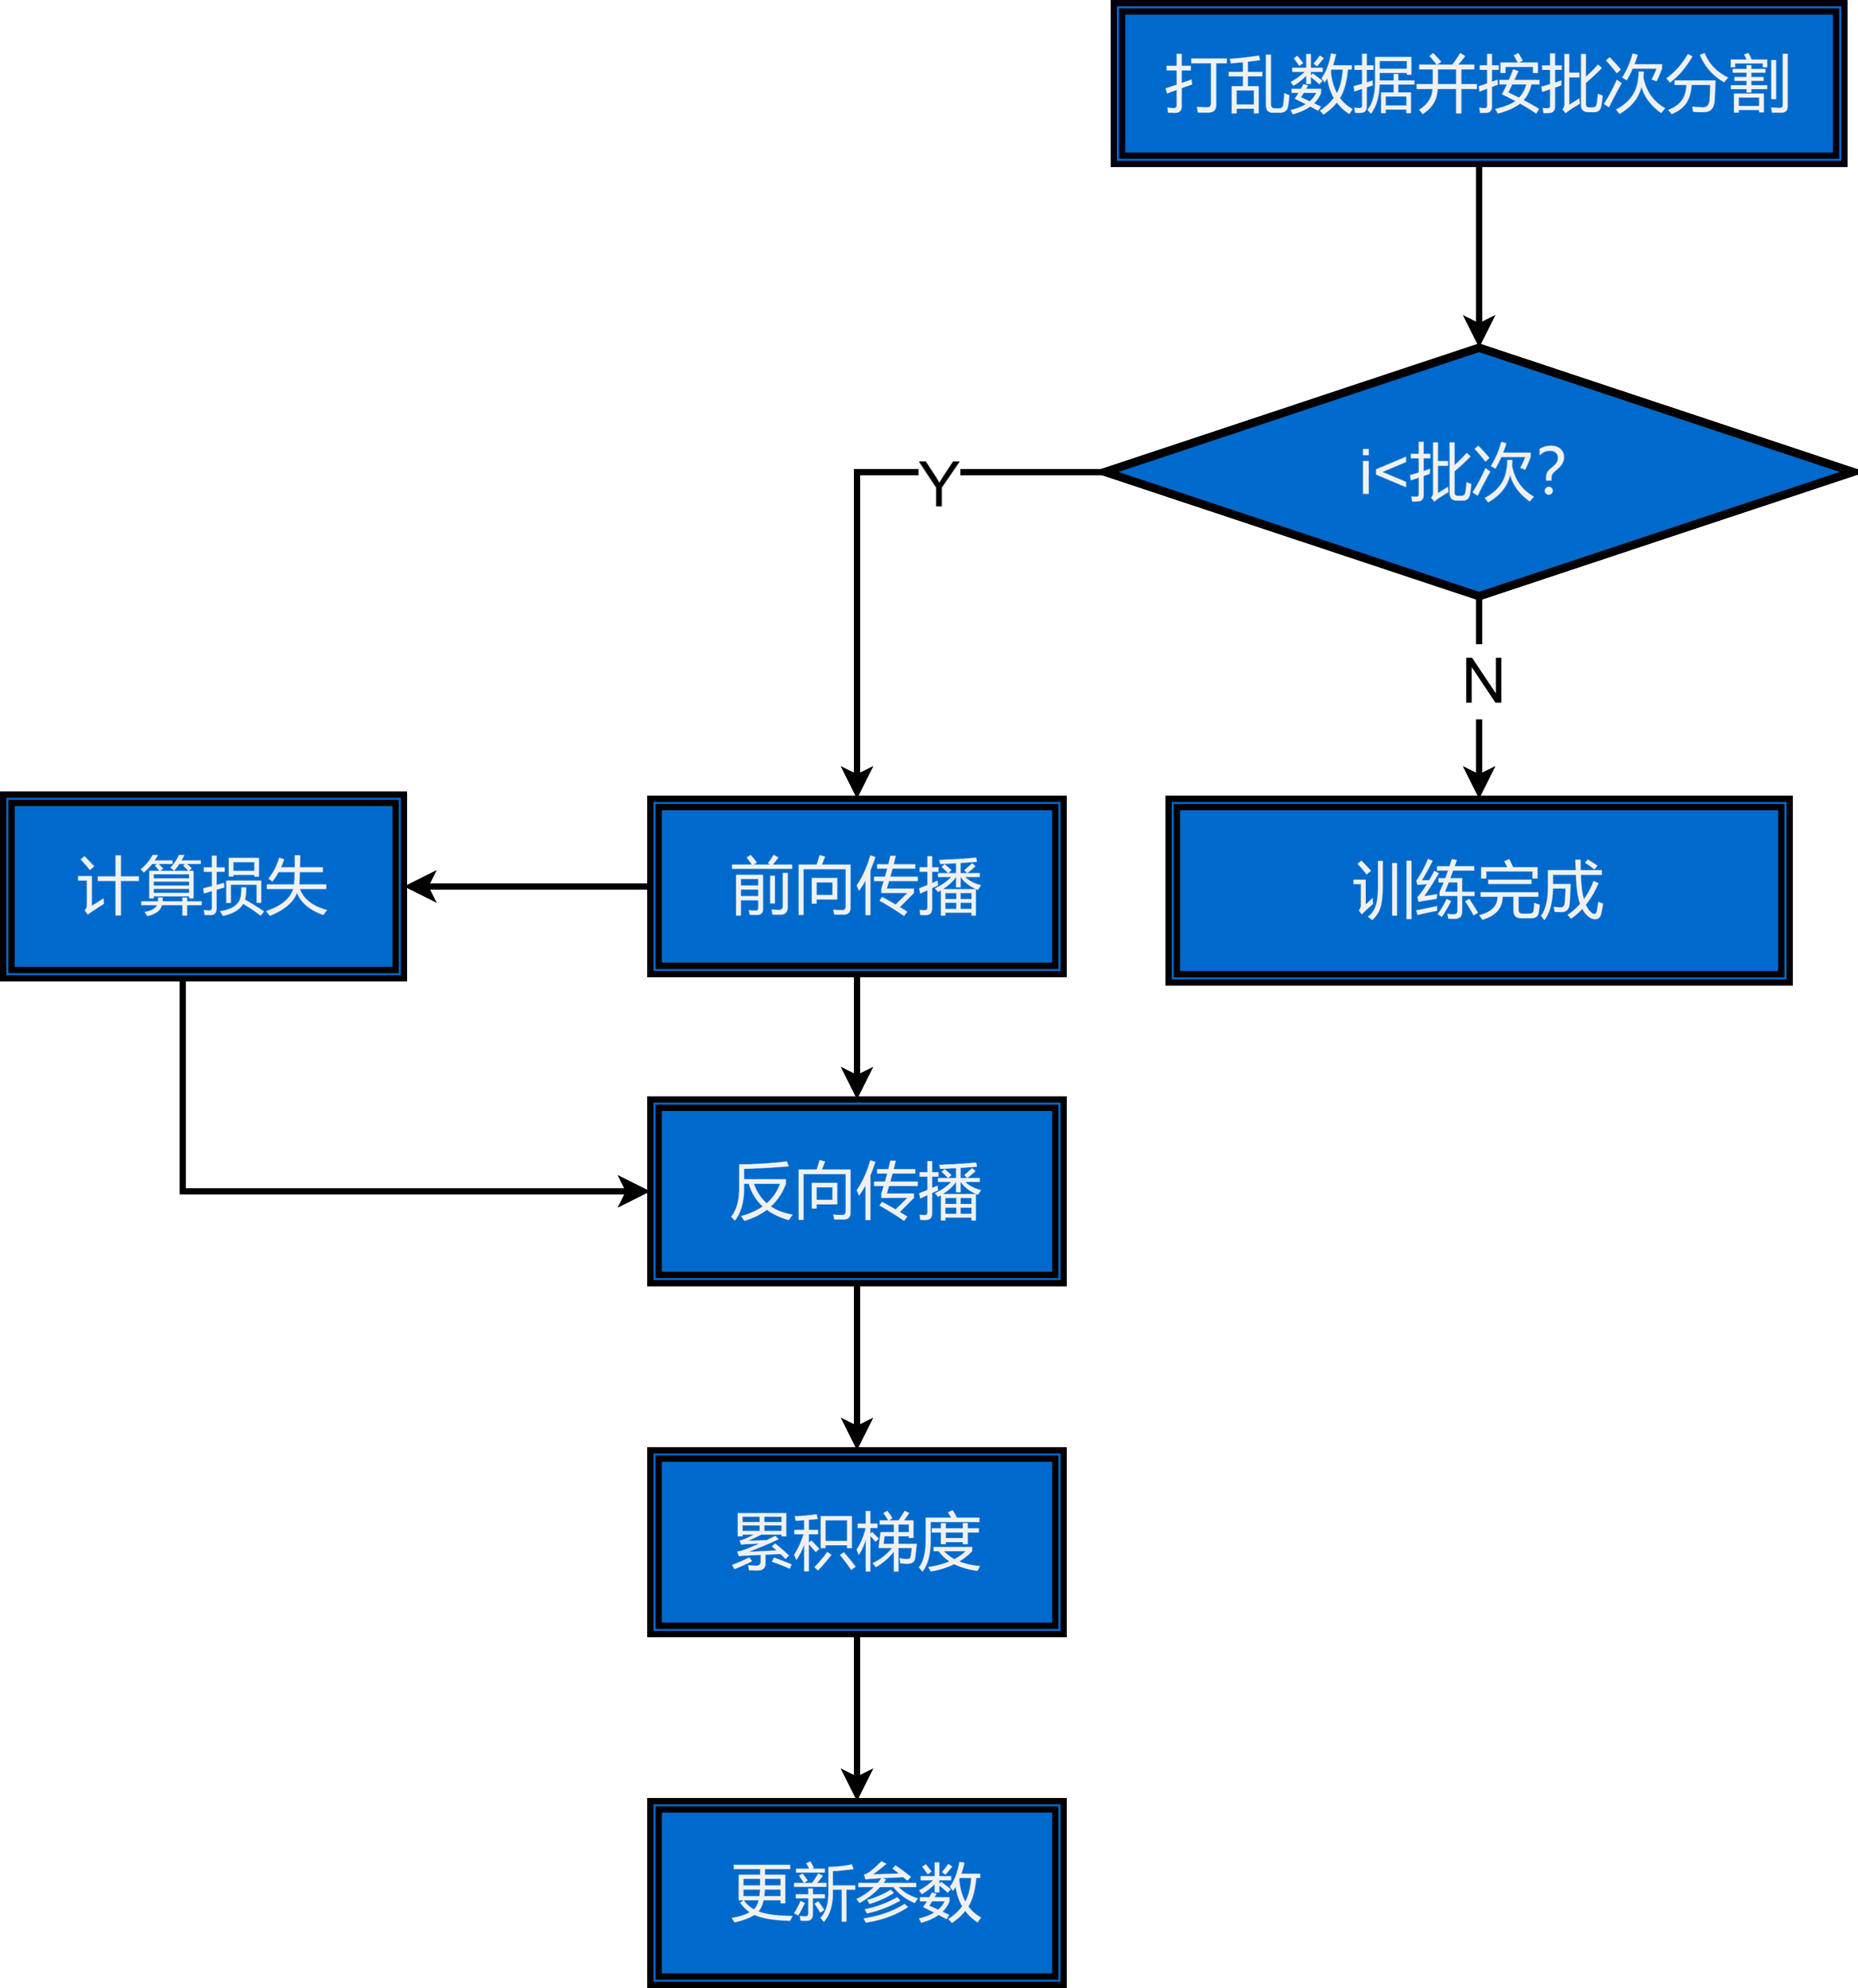 打乱数据并按批次分割
i<批次?
Y
N
计算损失
前向传播
训练完成
反向传播
累积梯度
更新参数